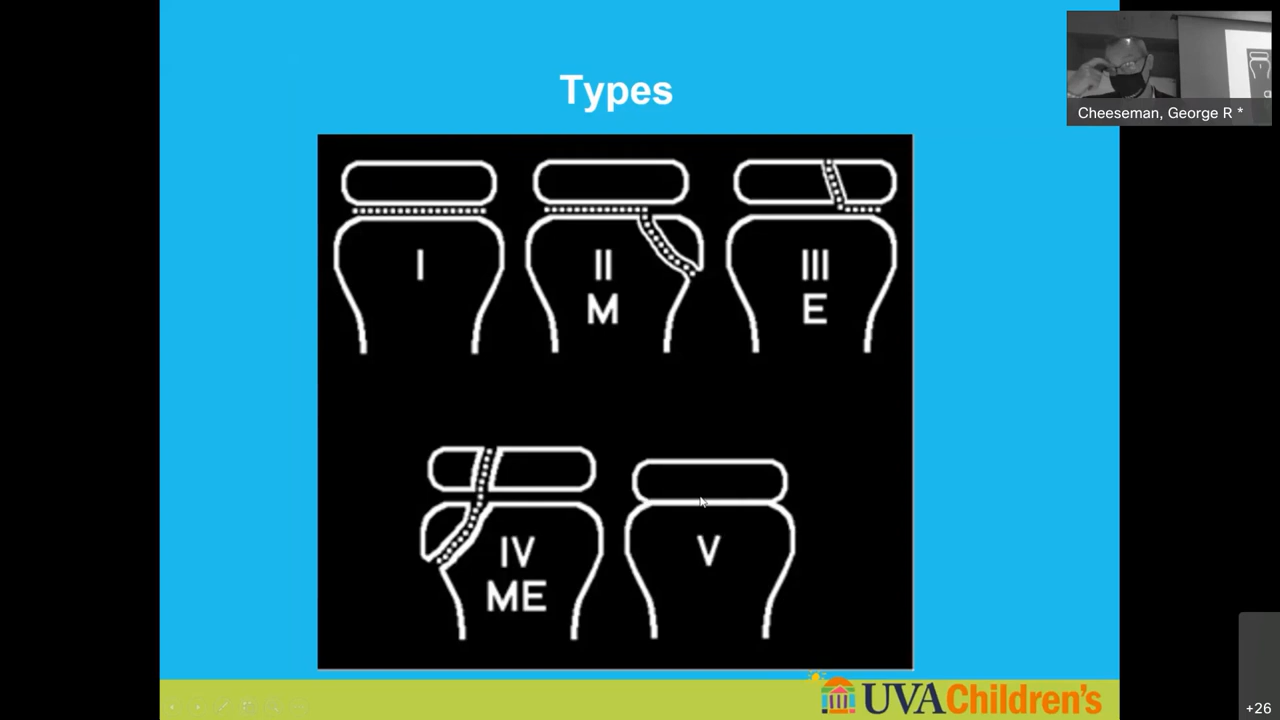 Types
Cheeseman, George R *
I
II
M
III
E
IV
ME
V
UVA Children's
+26